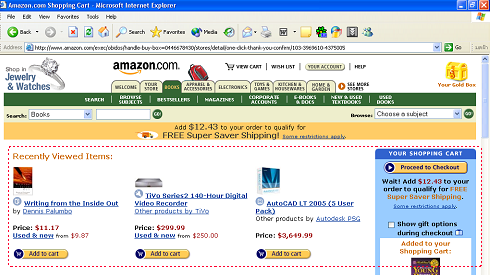 Amazon.com Shopping Cart - Microsoft Internet Explorer
File Edit View Favorites Tools Help
Back Search Favorites Media
Address http://www.amazon.com/exec/obidos/handle-buy-box=0446678430/stores/detail/one-click-thank-you-confirm/103-3969610-4375005 Go
Shop in
Jewelry
& Watches
amazon.com
VIEW CART WISH LIST YOUR ACCOUNT HELP
WELCOME YOUR STORE BOOKS APPAREL & ACCESSORIES ELECTRONICS TOYS & GAMES KITCHEN & HOUSEWARES HOME & GARDEN SEE MORE STORES
Your Gold Box
SEARCH BROWSE SUBJECTS BESTSELLERS MAGAZINES CORPORATE ACCOUNTS E-BOOKS & DOCS NEW & USED TEXTBOOKS USED BOOKS
Search: Books GO! Browse: Choose a subject GO!
Add $12.43 to your order to qualify for
FREE Super Saver Shipping! Some restrictions apply.
Recently Viewed Items:
Writing from the Inside Out
by Dennis Palumbo
Price: $11.17
Used & new from $9.87
Add to cart
TiVo Series2 140-Hour Digital
Video Recorder
Other products by TiVo
Price: $299.99
Used & new from $250.00
Add to cart
AutoCAD LT 2005 (5 User
Pack)
Other products by Autodesk PSG
Price: $3,649.99
Add to cart
YOUR SHOPPING CART
Proceed to Checkout
Wait! Add $12.43 to your
order to qualify for FREE
Super Saver Shipping.
Some restrictions apply.
Show gift options
during checkout
Added to your
Shopping Cart:
YOUNG